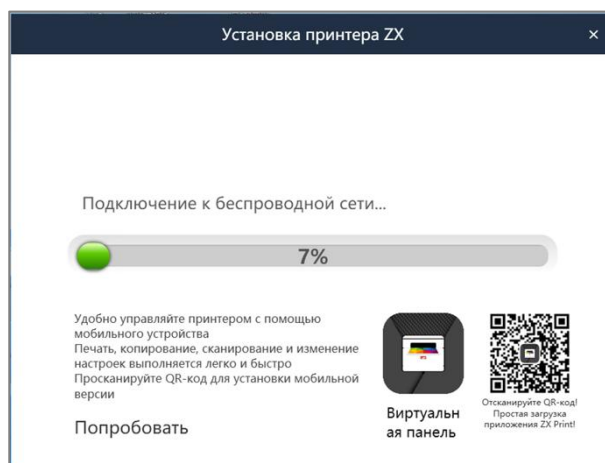 Установка принтера ZX
×
Подключение к беспроводной сети...
7%
Удобно управляйте принтером с помощью
мобильного устройства
Печать, копирование, сканирование и изменение
настроек выполняется легко и быстро
Просканируйте QR-код для установки мобильной
версии
Попробовать
Виртуальн
ая панель
Отсканируйте QR-код!
Простая загрузка
приложения ZX Print!